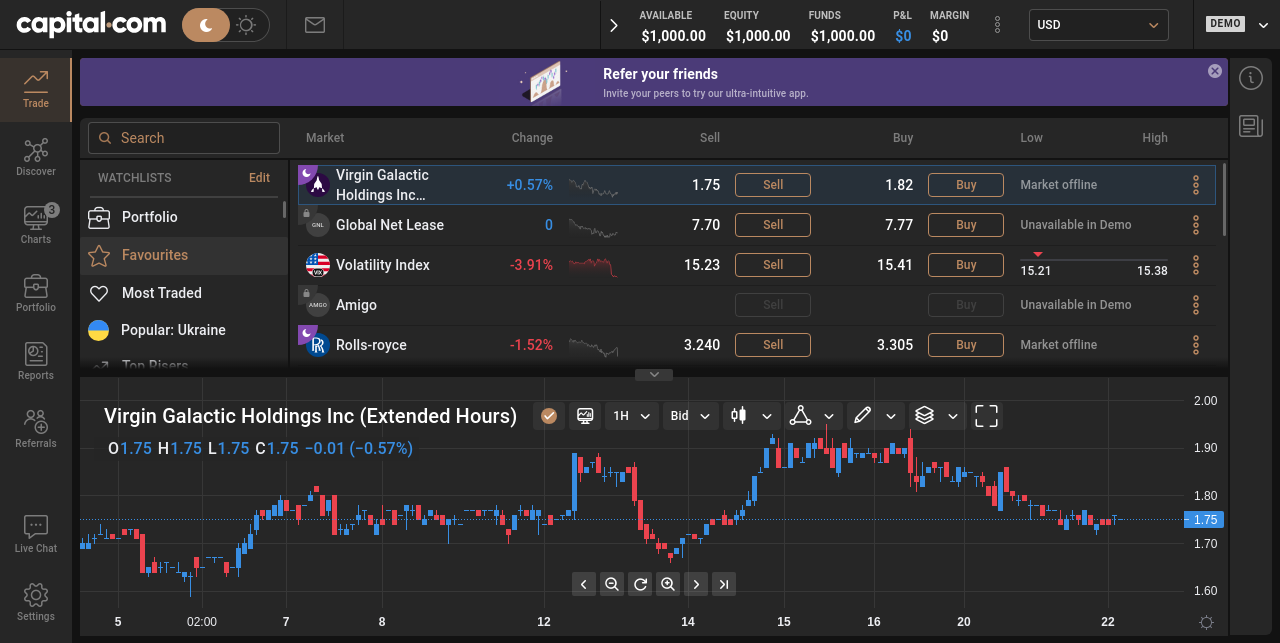 capital.com
AVAILABLE EQUITY FUNDS P&L MARGIN
$1,000.00 $1,000.00 $1,000.00 $0 $0
USD
DEMO
Trade
Discover
3
Charts
Portfolio
Reports
Referrals
Live Chat
Settings
Refer your friends
Invite your peers to try our ultra-intuitive app.
Search
Market Change Sell Buy Low High
WATCHLISTS Edit
Portfolio
Favourites
Most Traded
Popular: Ukraine
Top Risers
Virgin Galactic
Holdings Inc...
+0.57% 1.75 Sell 1.82 Buy Market offline
GNL Global Net Lease 0 7.70 Sell 7.77 Buy Unavailable in Demo
VIX Volatility Index -3.91% 15.23 Sell 15.41 Buy 15.21 15.38
AMGO Amigo Sell Buy Unavailable in Demo
Rolls-royce -1.52% 3.240 Sell 3.305 Buy Market offline
Virgin Galactic Holdings Inc (Extended Hours) 1H Bid
O1.75 H1.75 L1.75 C1.75 −0.01 (−0.57%)
2.00
1.90
1.80
1.75
1.70
1.60
5 02:00 7 8 12 14 15 16 20 22